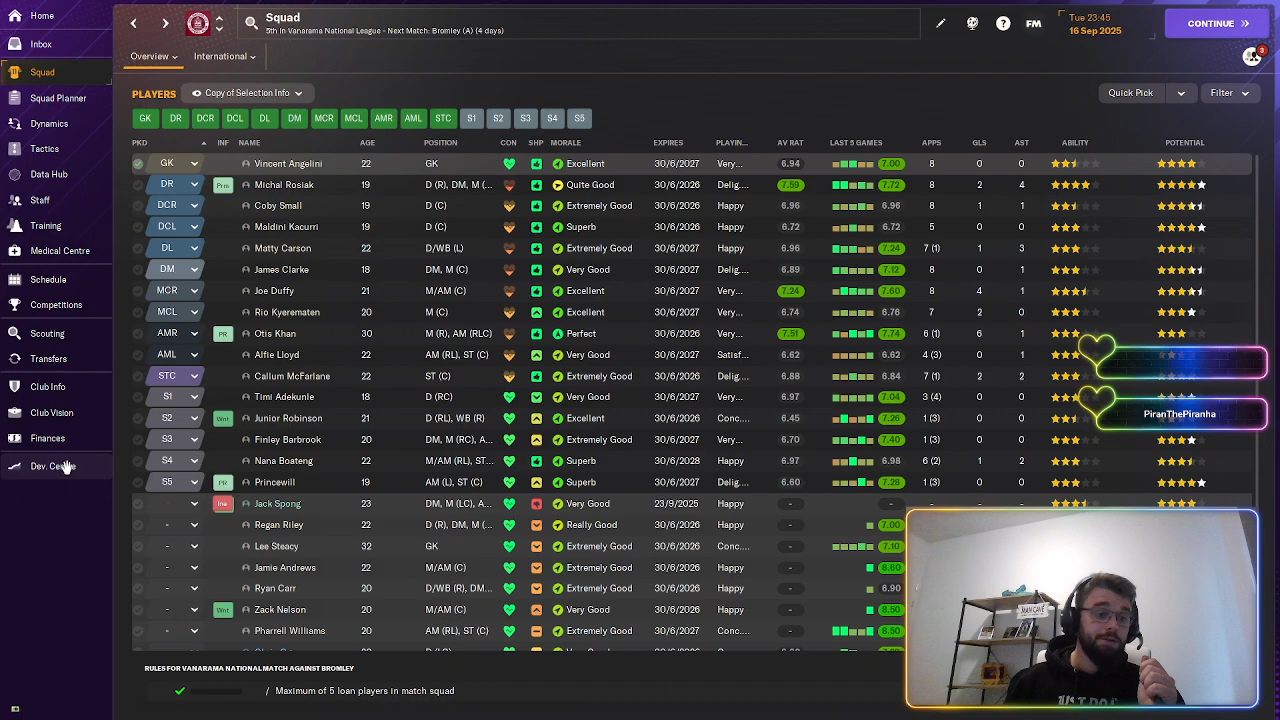 Home
Inbox
Squad
Squad Planner
Dynamics
Tactics
Data Hub
Staff
Training
Medical Centre
Schedule
Competitions
Scouting
Transfers
Club Info
Club Vision
Finances
Dev. Centre
Squad
5th in Vanarama National League - Next Match: Bromley (A) (4 days)
FM
Tue 23:45
16 Sep 2025
CONTINUE
Overview
International
3
PLAYERS
Copy of Selection Info
Quick Pick
Filter
GK DR DCR DCL DL DM MCR MCL AMR AML STC S1 S2 S3 S4 S5
PKD INF NAME AGE POSITION CON SHP MORALE EXPIRES PLAYIN... AV RAT LAST 5 GAMES APPS GLS AST ABILITY POTENTIAL
GK Vincent Angelini 22 GK Excellent 30/6/2027 Very... 6.94 7.00 8 0 0
DR Prm Michal Rosiak 19 D (R), DM, M (... Quite Good 30/6/2026 Delig... 7.59 7.72 8 2 4
DCR Coby Small 19 D (C) Extremely Good 30/6/2026 Happy 6.96 6.96 8 1 1
DCL Maldini Kacurri 19 D (C) Superb 30/6/2026 Happy 6.72 6.72 5 0 0
DL Matty Carson 22 D/WB (L) Extremely Good 30/6/2027 Happy 6.96 7.24 7 (1) 1 3
DM James Clarke 18 DM, M (C) Very Good 30/6/2027 Delig... 6.89 7.12 8 0 1
MCR Joe Duffy 21 M/AM (C) Extremely Good 30/6/2027 Very... 7.24 7.60 8 4 1
MCL Rio Kyerematen 20 M (C) Excellent 30/6/2027 Very... 6.74 6.76 7 0 0
AMR PR Otis Khan 30 M (R), AM (RLC) Perfect 30/6/2026 Very... 7.51 7.74 6 (1) 6 1
AML Alfie Lloyd 22 AM (RL), ST (C) Very Good 30/6/2026 Satisf... 6.62 6.62 4 (3) 0 1
STC Callum McFarlane 22 ST (C) Extremely Good 30/6/2027 Delig... 6.88 6.84 7 (1) 2 2
S1 Timi Adekunle 18 D (RC) Extremely Good 30/6/2027 Very... 6.97 7.04 3 (4) 0
S2 Wnt Junior Robinson 21 D (RL), WB (R) Excellent 30/6/2026 Conc... 6.45 7.26 1 (3) 0 0
S3 Finley Barbrook 20 DM, M (RC), A... Extremely Good 30/6/2026 Happy 6.70 7.40 1 (3) 0 0
S4 Nana Boateng 22 M/AM (RL), ST... Superb 30/6/2028 Happy 6.97 6.68 6 (2) 1 2
S5 PR Princewill 19 AM (L), ST (C) Superb 30/6/2027 Very... 6.60 7.28 1 (3) 0 0
Ine Jack Spong 23 DM, M (C), A... Very Good 23/9/2025 Happy - - - - -
- Regan Riley 22 D (R), DM, M (... Really Good 30/6/2026 Happy - 7.00
- Lee Steacy 32 GK Extremely Good 30/6/2026 Conc... - 7.10
- Jamie Andrews 22 M/AM (C) Extremely Good 30/6/2026 Happy - 8.60
- Ryan Carr 20 D/WB (R), DM... Extremely Good 30/6/2026 Happy - 6.90
- Wnt Zack Nelson 20 M/AM (C) Very Good 30/6/2026 Happy - 8.50
- Pharrell Williams 20 AM (RL), ST (C) Extremely Good 30/6/2026 Conc... - 8.50
PiranThePiranha
MAN CAVE
RULES FOR VANARAMA NATIONAL MATCH AGAINST BROMLEY
/ Maximum of 5 loan players in match squad